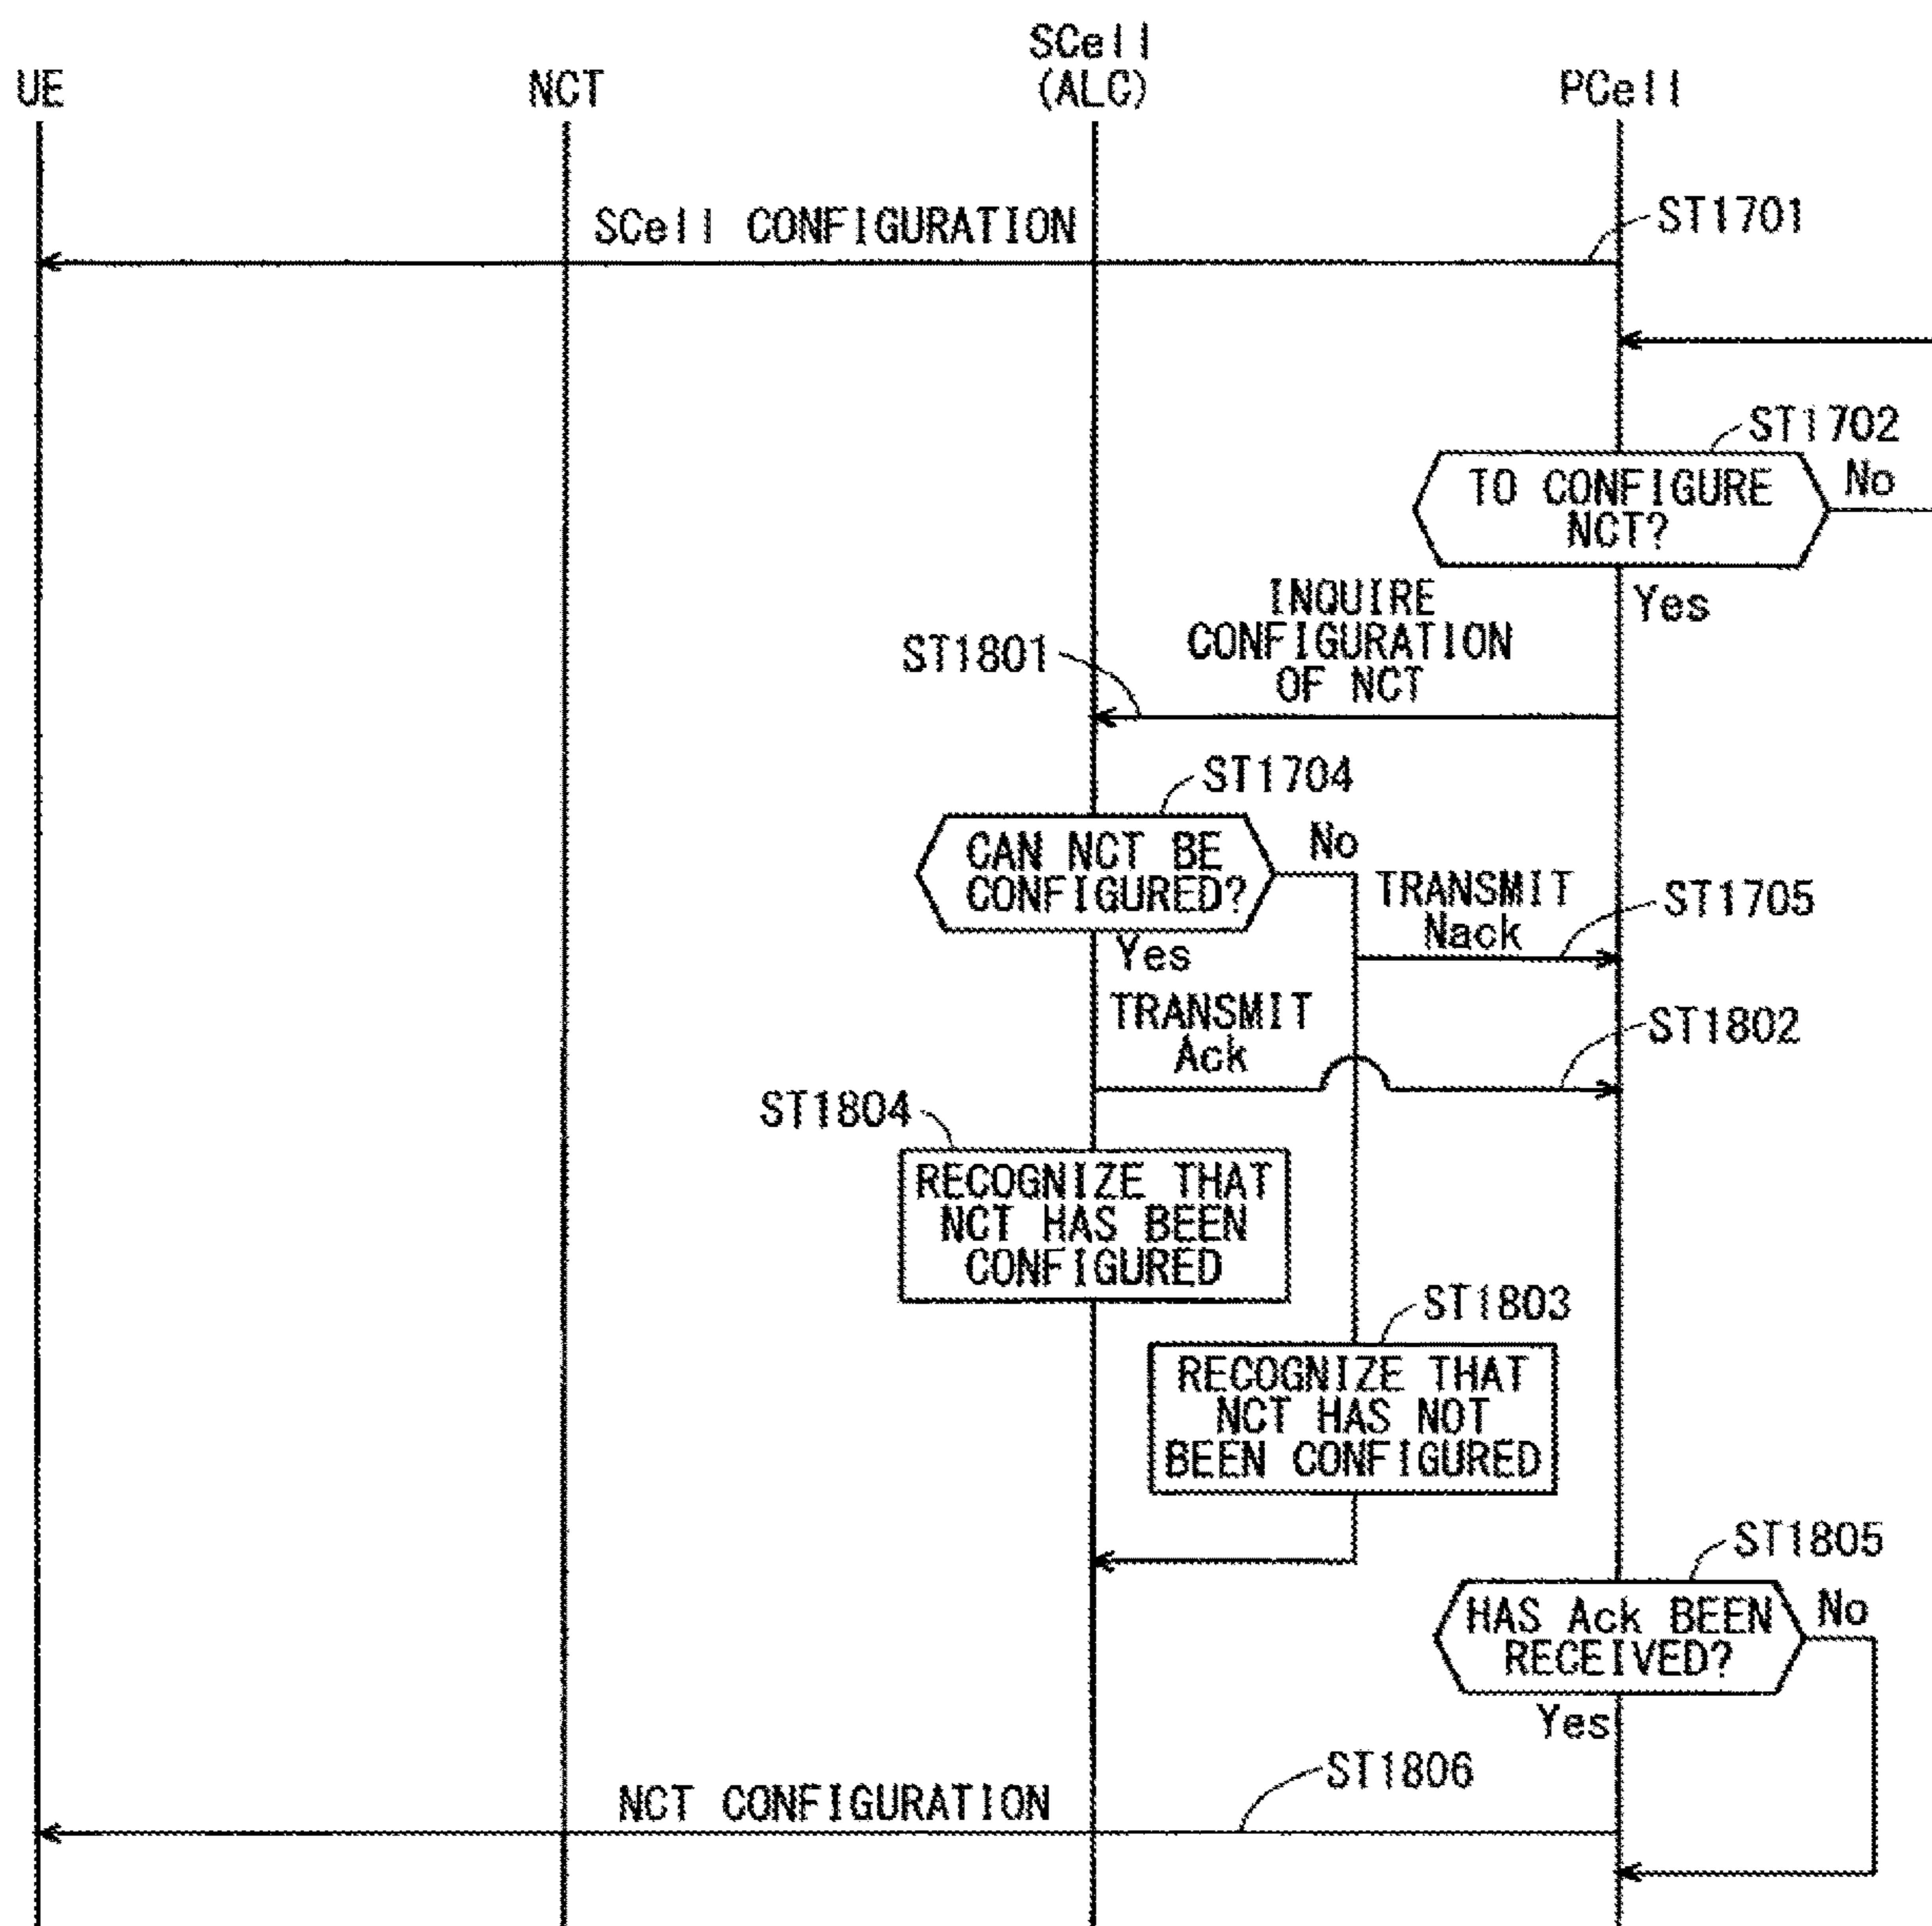 UE
NCT
SCell
(ALC)
PCell
SCell CONFIGURATION
ST1701
ST1702
TO CONFIGURE
NCT?
No
Yes
INQUIRE
CONFIGURATION
OF NCT
ST1801
ST1704
CAN NCT BE
CONFIGURED?
No
Yes
TRANSMIT
Nack
ST1705
TRANSMIT
Ack
ST1802
ST1804
RECOGNIZE THAT
NCT HAS BEEN
CONFIGURED
ST1803
RECOGNIZE THAT
NCT HAS NOT
BEEN CONFIGURED
ST1805
HAS Ack BEEN
RECEIVED?
No
Yes
ST1806
NCT CONFIGURATION